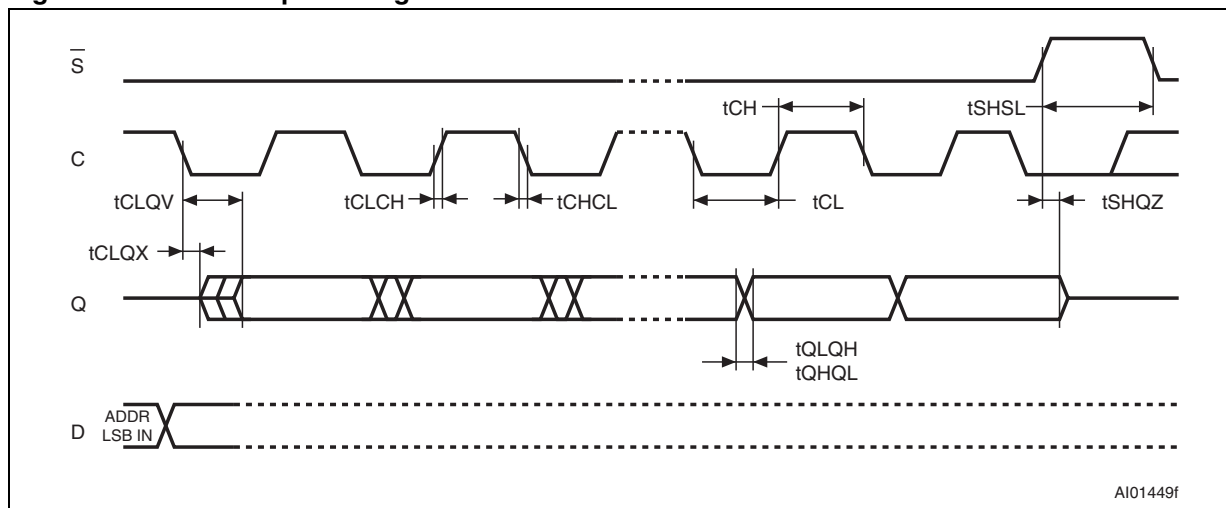 S
tCH
tSHSL
C
tCLQV
tCLCH
tCHCL
tCL
tSHQZ
tCLQX
Q
tQLQH
tQHQL
ADDR
D LSB IN
AI01449f